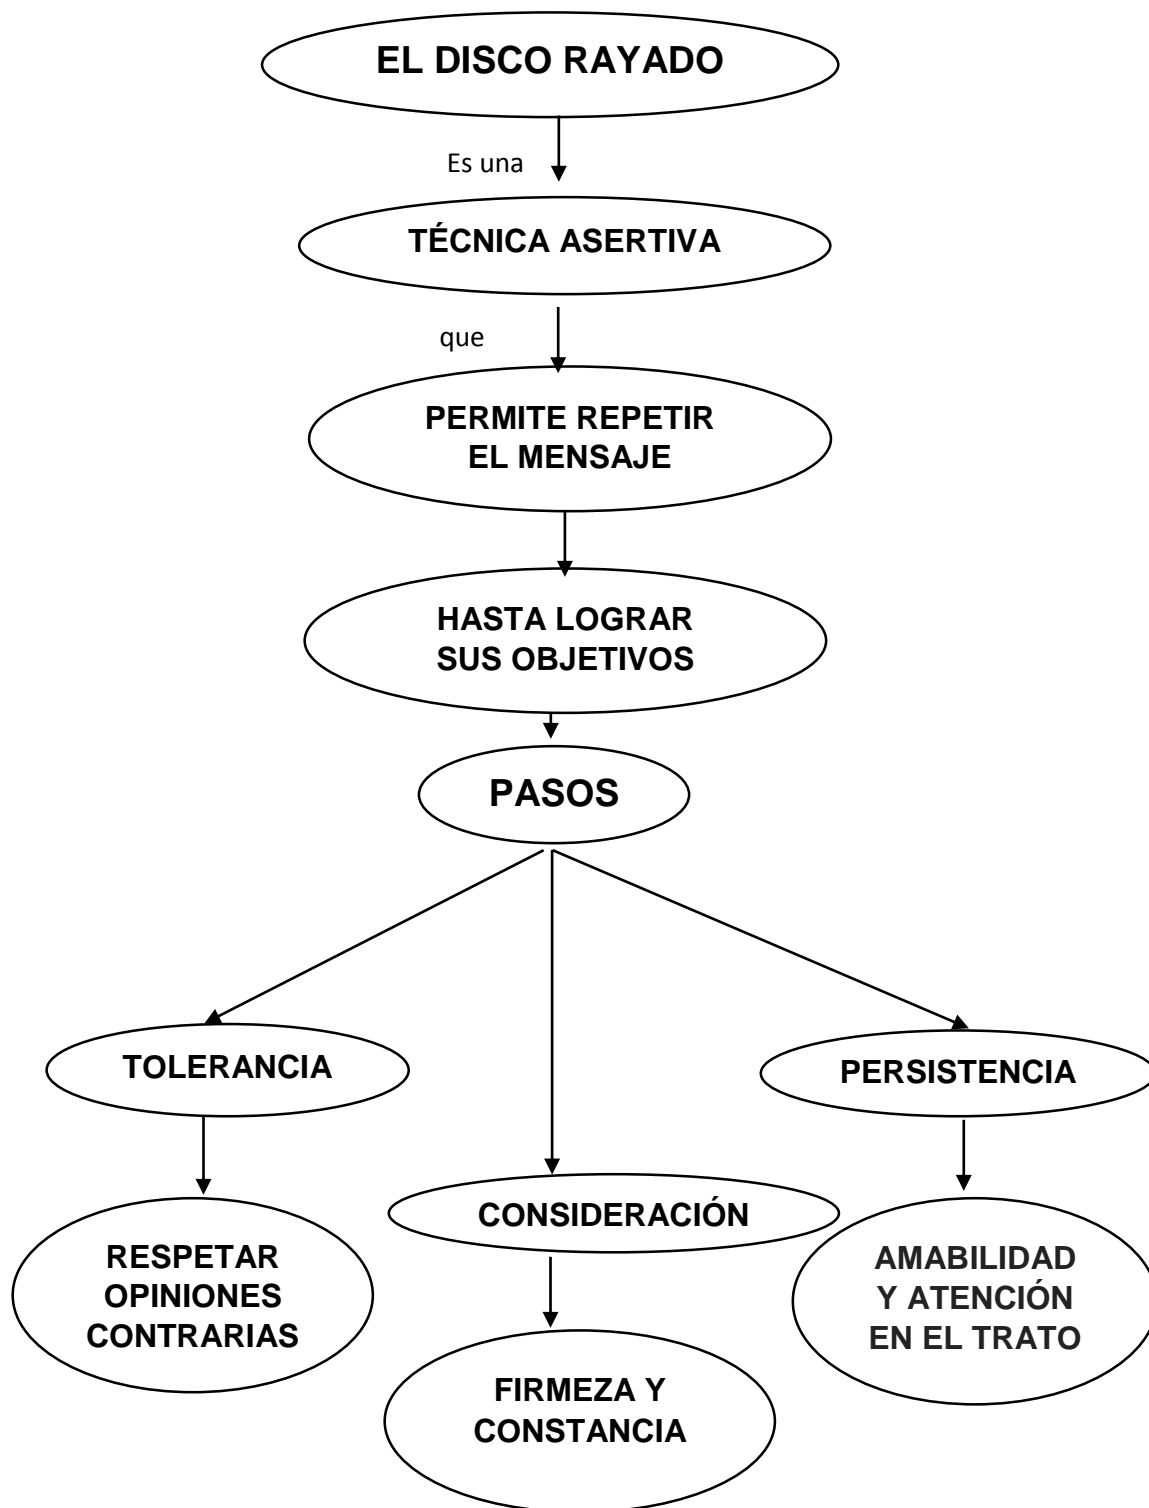 EL DISCO RAYADO
Es una
TÉCNICA ASERTIVA
que
PERMITE REPETIR
EL MENSAJE
HASTA LOGRAR
SUS OBJETIVOS
PASOS
TOLERANCIA
RESPETAR
OPINIONES
CONTRARIAS
CONSIDERACIÓN
FIRMEZA Y
CONSTANCIA
PERSISTENCIA
AMABILIDAD
Y ATENCIÓN
EN EL TRATO